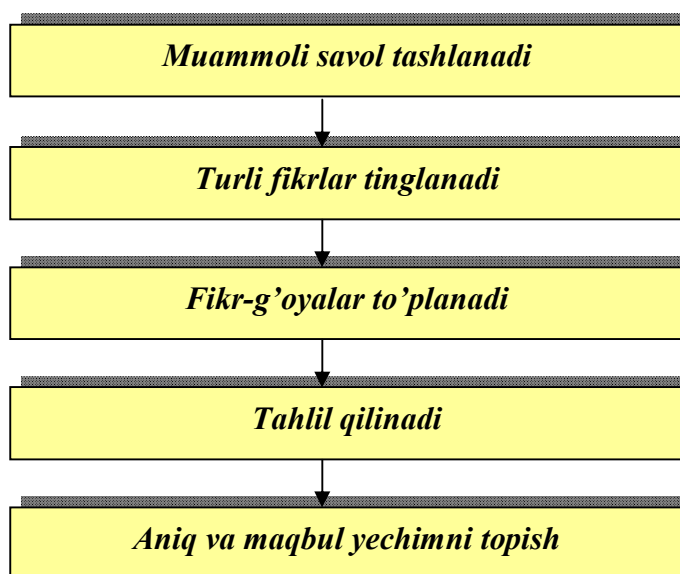 Muammoli savol tashlanadi
Turli fikrlar tinglanadi
Fikr-g’oyalar to’planadi
Tahlil qilinadi
Aniq va maqbul yechimni topish